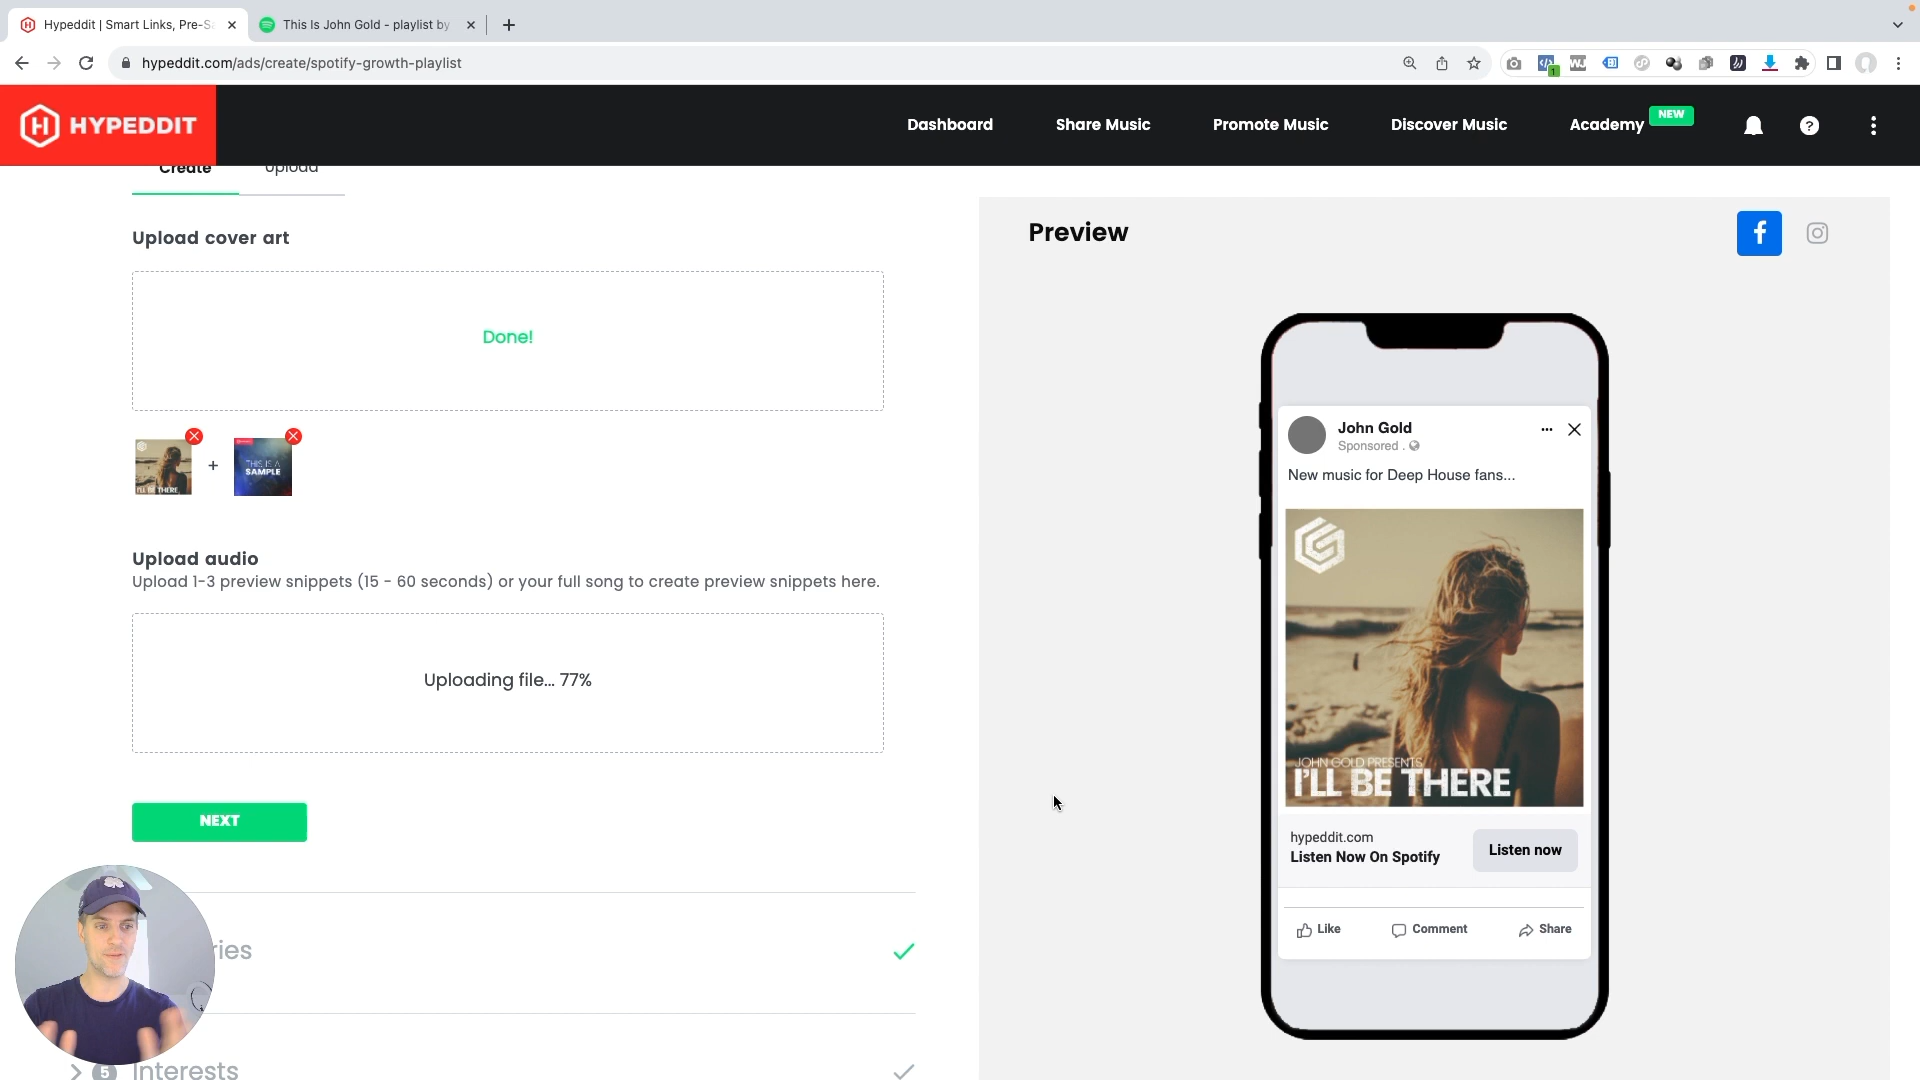 Hypeddit | Smart Links, Pre-S
This Is John Gold - playlist by
hypeddit.com/ads/create/spotify-growth-playlist
1
HYPEDDIT
Dashboard
Share Music
Promote Music
Discover Music
Academy
NEW
Create
Upload
Upload cover art
Done!
I'LL BE THERE
+
THIS IS A
SAMPLE
Upload audio
Upload 1-3 preview snippets (15 - 60 seconds) or your full song to create preview snippets here.
Uploading file... 77%
NEXT
ries
5
Interests
Preview
John Gold
Sponsored .
New music for Deep House fans...
JOHN GOLD PRESENTS
I'LL BE THERE
hypeddit.com
Listen Now On Spotify
Listen now
Like
Comment
Share